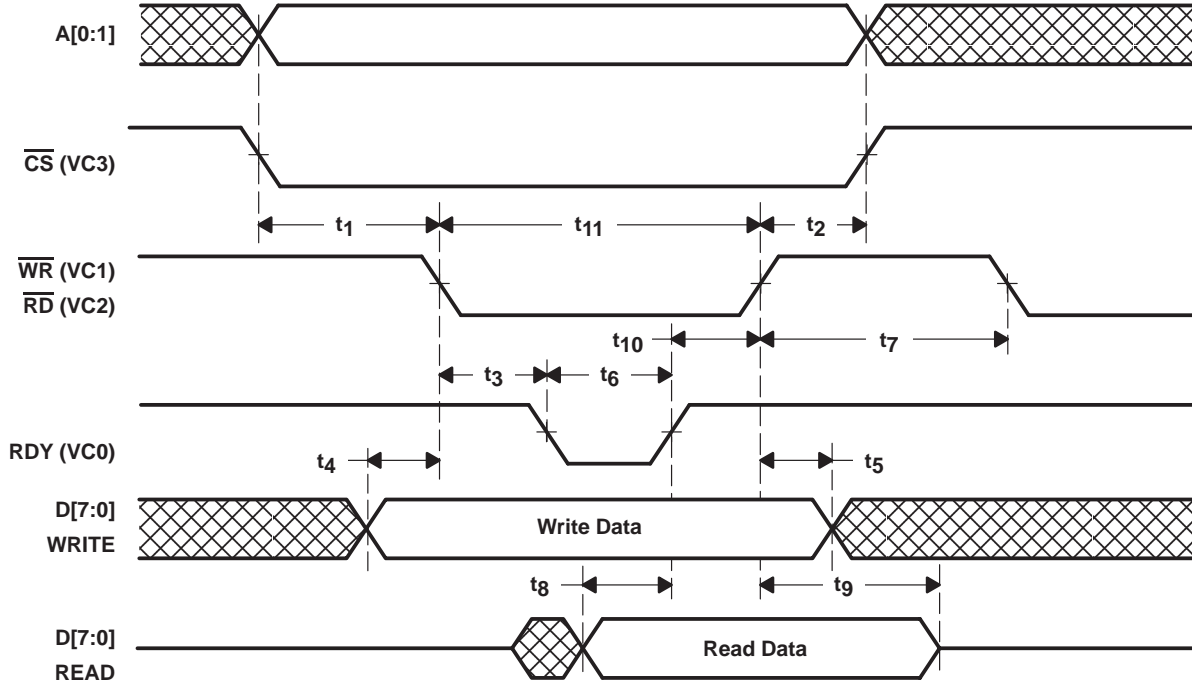 A[0:1]
CS (VC3)
t1
t11
t2
WR (VC1)
RD (VC2)
t10
t7
t3
t6
RDY (VC0)
t4
t5
D[7:0]
WRITE
Write Data
t8
t9
D[7:0]
READ
Read Data